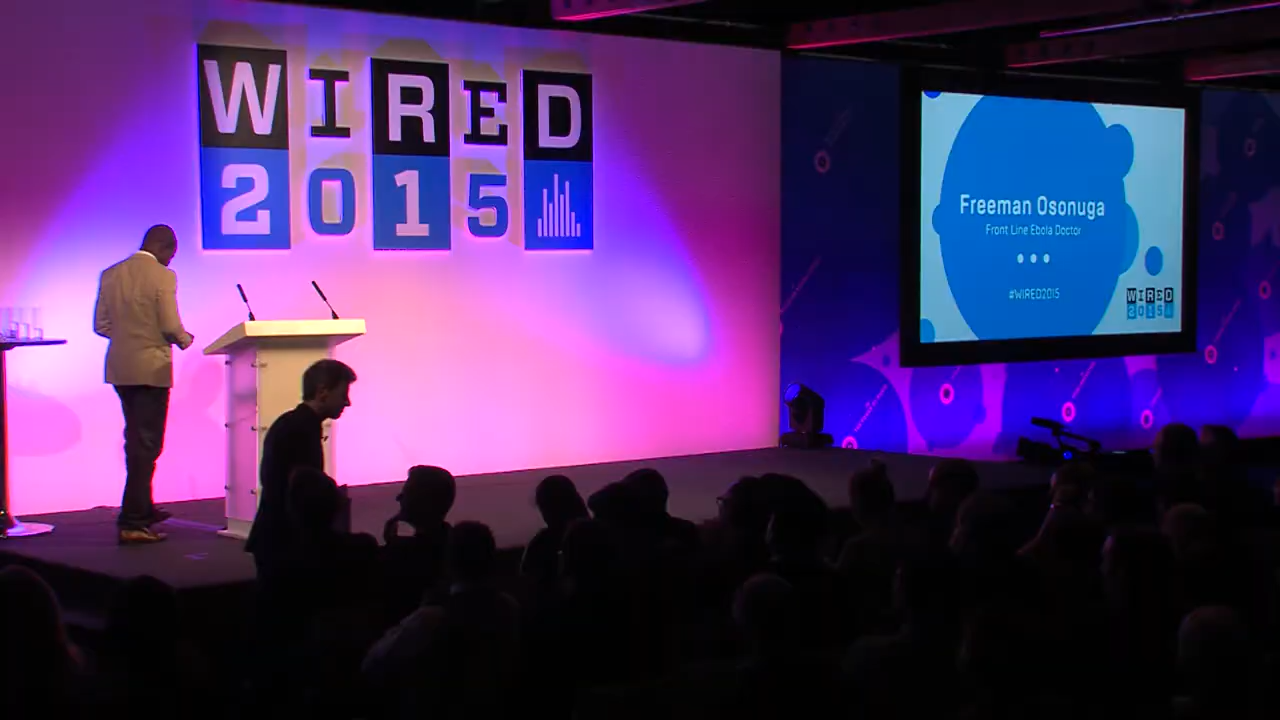 WIRED
2015
Freeman Osonuga
Front Line Ebola Doctor
#WIRED2015
WIRED
2015